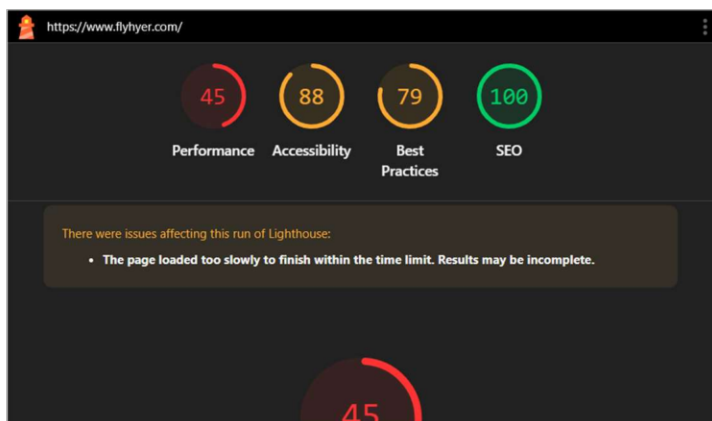 https://www.flyhyer.com/
45 88 79 100
Performance Accessibility Best Practices SEO
There were issues affecting this run of Lighthouse:
• The page loaded too slowly to finish within the time limit. Results may be incomplete.
45